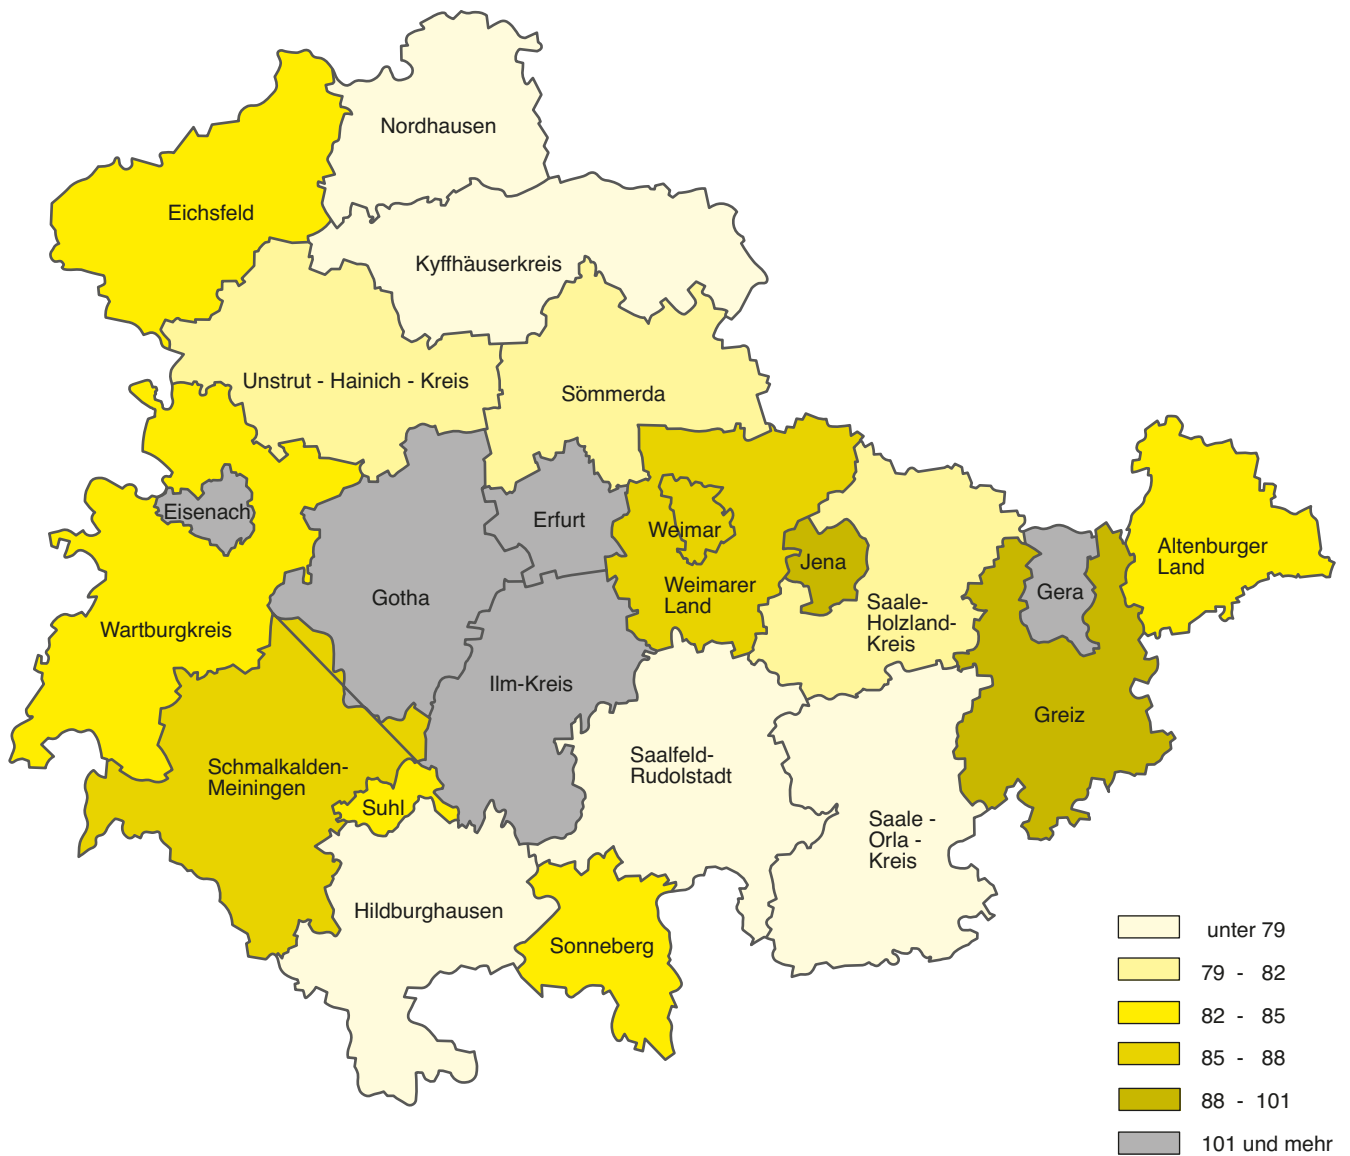 Nordhausen
Eichsfeld
Kyffhäuserkreis
Unstrut - Hainich - Kreis
Sömmerda
Eisenach
Erfurt
Weimar
Jena
Altenburger
Land
Gotha
Weimarer
Land
Gera
Saale-
Holzland-
Kreis
Wartburgkreis
Ilm-Kreis
Greiz
Saalfeld-
Rudolstadt
Schmalkalden-
Meiningen
Suhl
Saale -
Orla -
Kreis
Hildburghausen
Sonneberg
unter 79
79 - 82
82 - 85
85 - 88
88 - 101
101 und mehr